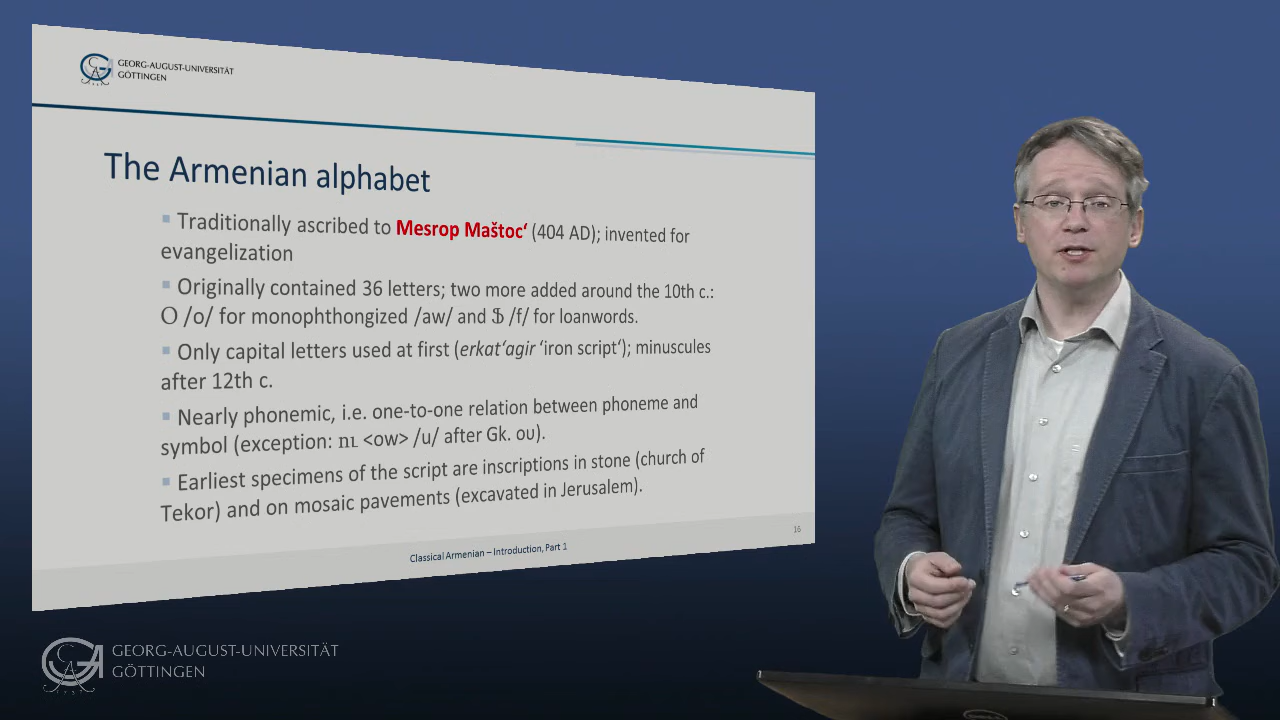 GEORG-AUGUST-UNIVERSITÄT
GÖTTINGEN
The Armenian alphabet
Traditionally ascribed to Mesrop Maštoc‘ (404 AD); invented for
evangelization
Originally contained 36 letters; two more added around the 10th c.:
Օ /o/ for monophthongized /aw/ and Ֆ /f/ for loanwords.
Only capital letters used at first (erkat‘agir ‘iron script‘); minuscules
after 12th c.
Nearly phonemic, i.e. one-to-one relation between phoneme and
symbol (exception: ու <ow> /u/ after Gk. ου).
Earliest specimens of the script are inscriptions in stone (church of
Tekor) and on mosaic pavements (excavated in Jerusalem).
16
Classical Armenian – Introduction, Part 1
GEORG-AUGUST-UNIVERSITÄT
GÖTTINGEN